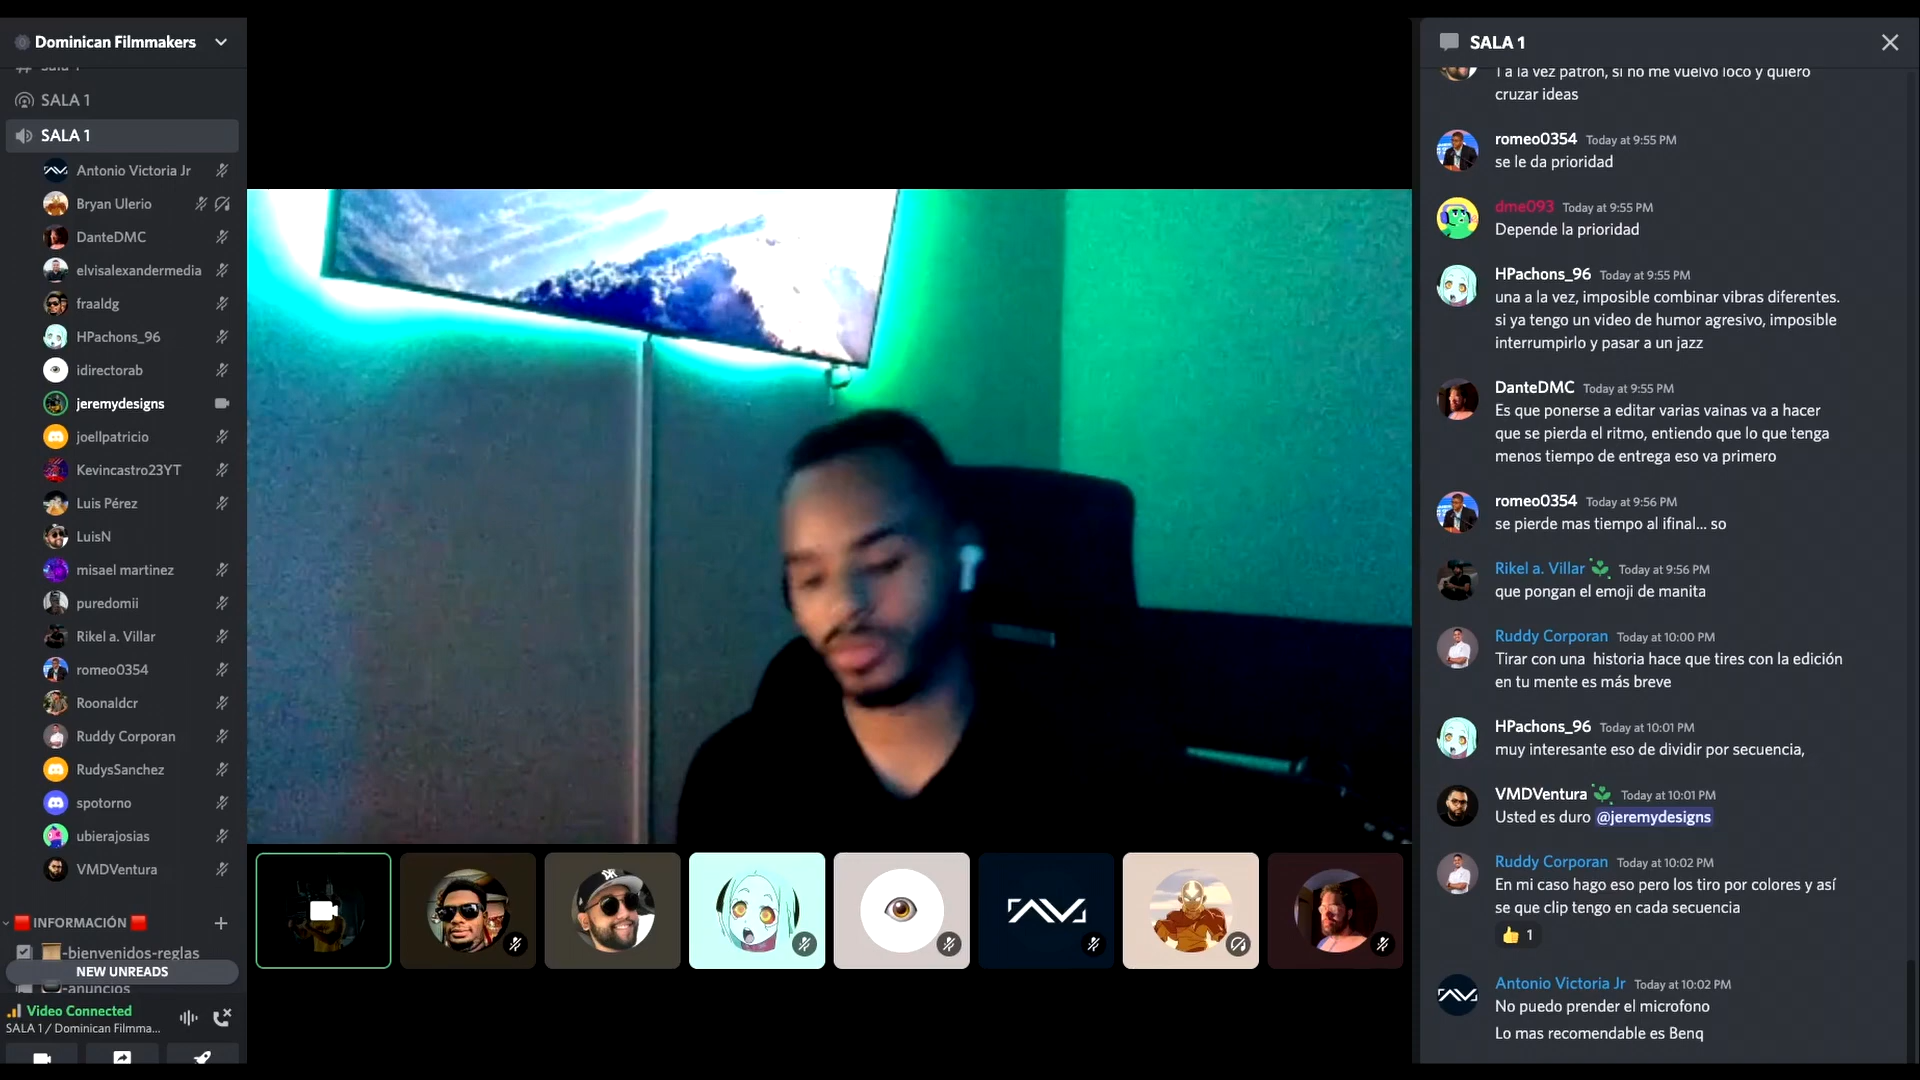 Dominican Filmmakers
SALA 1
SALA 1
Antonio Victoria Jr
Bryan Ulerio
DanteDMC
elvisalexandermedia
fraaldg
HPachons_96
idirectorab
jeremydesigns
joellpatricio
Kevincastro23YT
Luis Pérez
LuisN
misael martinez
puredomii
Rikel a. Villar
romeo0354
Roonaldcr
Ruddy Corporan
RudysSanchez
spotorno
ubierajosias
VMDVentura
INFORMACIÓN
-bienvenidos-reglas
NEW UNREADS
-anuncios
Video Connected
SALA 1 / Dominican Filmma...
SALA 1
a la vez patron, si no me vuelvo loco y quiero
cruzar ideas
romeo0354 Today at 9:55 PM
se le da prioridad
dme093 Today at 9:55 PM
Depende la prioridad
HPachons_96 Today at 9:55 PM
una a la vez, imposible combinar vibras diferentes.
si ya tengo un video de humor agresivo, imposible
interrumpirlo y pasar a un jazz
DanteDMC Today at 9:55 PM
Es que ponerse a editar varias vainas va a hacer
que se pierda el ritmo, entiendo que lo que tenga
menos tiempo de entrega eso va primero
romeo0354 Today at 9:56 PM
se pierde mas tiempo al ifinal... so
Rikel a. Villar Today at 9:56 PM
que pongan el emoji de manita
Ruddy Corporan Today at 10:00 PM
Tirar con una historia hace que tires con la edición
en tu mente es más breve
HPachons_96 Today at 10:01 PM
muy interesante eso de dividir por secuencia,
VMDVentura Today at 10:01 PM
Usted es duro @jeremydesigns
Ruddy Corporan Today at 10:02 PM
En mi caso hago eso pero los tiro por colores y así
se que clip tengo en cada secuencia
1
Antonio Victoria Jr Today at 10:02 PM
No puedo prender el microfono
Lo mas recomendable es Benq